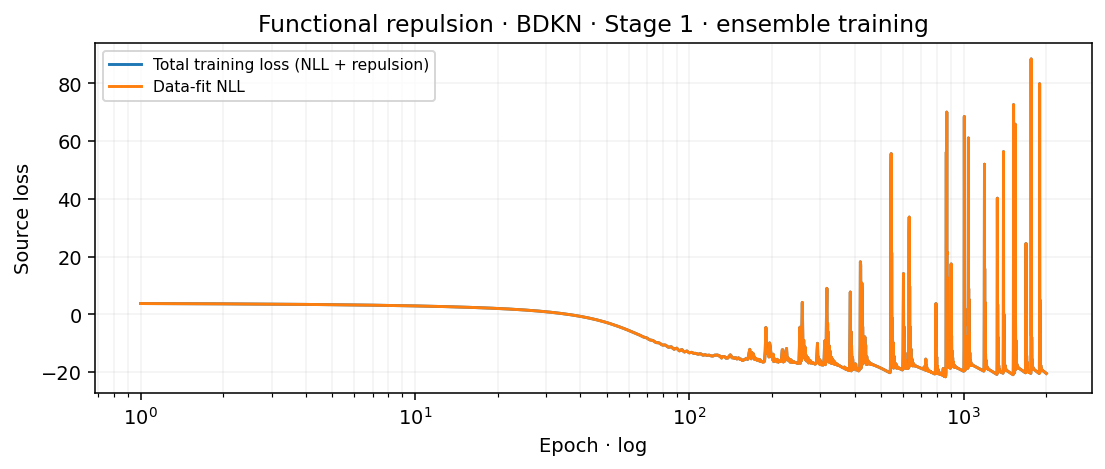 Functional repulsion · BDKN · Stage 1 · ensemble training
Total training loss (NLL + repulsion)
Data-fit NLL
Source loss
80
60
40
20
0
−20
10⁰
10¹
10²
10³
Epoch · log